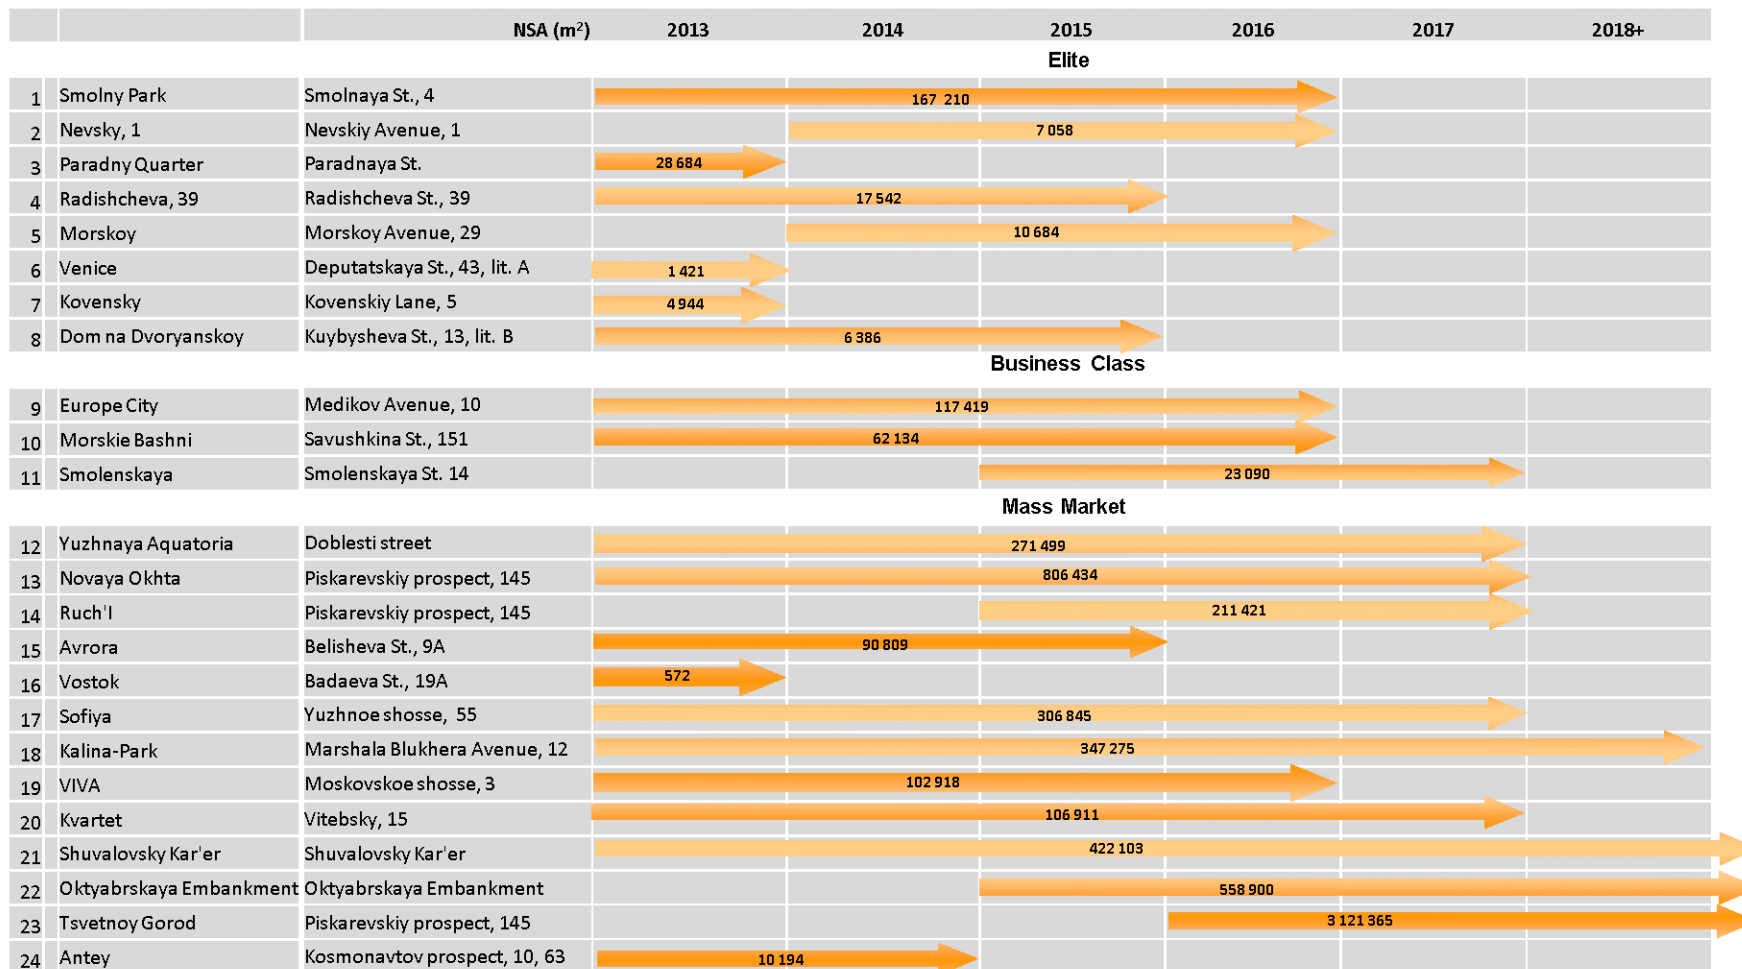 NSA (m²) 2013 2014 2015 2016 2017 2018+
Elite
1 Smolny Park Smolnaya St., 4 167 210
2 Nevsky, 1 Nevskiy Avenue, 1 7 058
3 Paradny Quarter Paradnaya St. 28 684
4 Radishcheva, 39 Radishcheva St., 39 17 542
5 Morskoy Morskoy Avenue, 29 10 684
6 Venice Deputatskaya St., 43, lit. A 1 421
7 Kovensky Kovenskiy Lane, 5 4 944
8 Dom na Dvoryanskoy Kuybysheva St., 13, lit. B 6 386
Business Class
9 Europe City Medikov Avenue, 10 117 419
10 Morskie Bashni Savushkina St., 151 62 134
11 Smolenskaya Smolenskaya St. 14 23 090
Mass Market
12 Yuzhnaya Aquatoria Doblesti street 271 499
13 Novaya Okhta Piskarevskiy prospect, 145 806 434
14 Ruch'I Piskarevskiy prospect, 145 211 421
15 Avrora Belisheva St., 9A 90 809
16 Vostok Badaeva St., 19A 572
17 Sofiya Yuzhnoe shosse, 55 306 845
18 Kalina-Park Marshala Blukhera Avenue, 12 347 275
19 VIVA Moskovskoe shosse, 3 102 918
20 Kvartet Vitebsky, 15 106 911
21 Shuvalovsky Kar'er Shuvalovsky Kar'er 422 103
22 Oktyabrskaya Embankment Oktyabrskaya Embankment 558 900
23 Tsvetnoy Gorod Piskarevskiy prospect, 145 3 121 365
24 Antey Kosmonavtov prospect, 10, 63 10 194